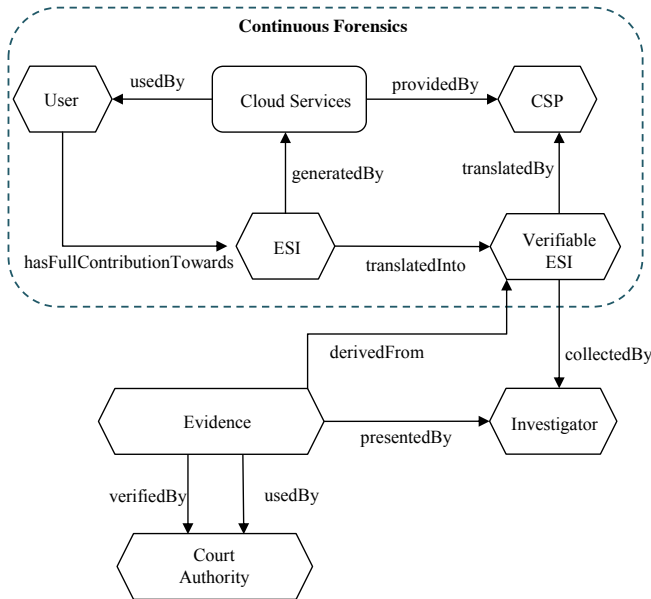 Continuous Forensics
usedBy
providedBy
User
Cloud Services
CSP
generatedBy
translatedBy
hasFullContributionTowards
ESI
translatedInto
Verifiable
ESI
derivedFrom
collectedBy
Evidence
presentedBy
Investigator
verifiedBy
usedBy
Court
Authority